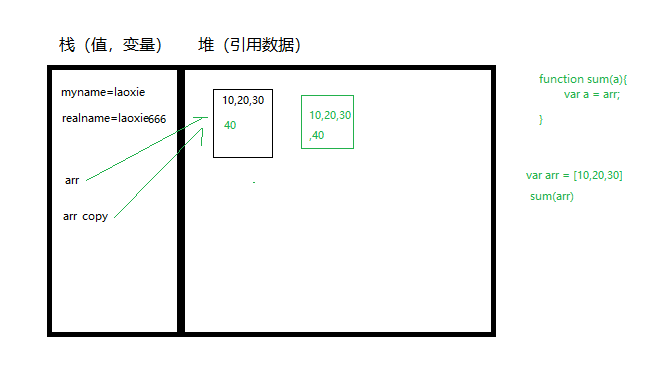 栈（值，变量）
堆（引用数据）
myname=laoxie
realname=laoxie666
arr
arr copy
10,20,30
40
10,20,30
,40
function sum(a){
var a = arr;
}
var arr = [10,20,30]
sum(arr)